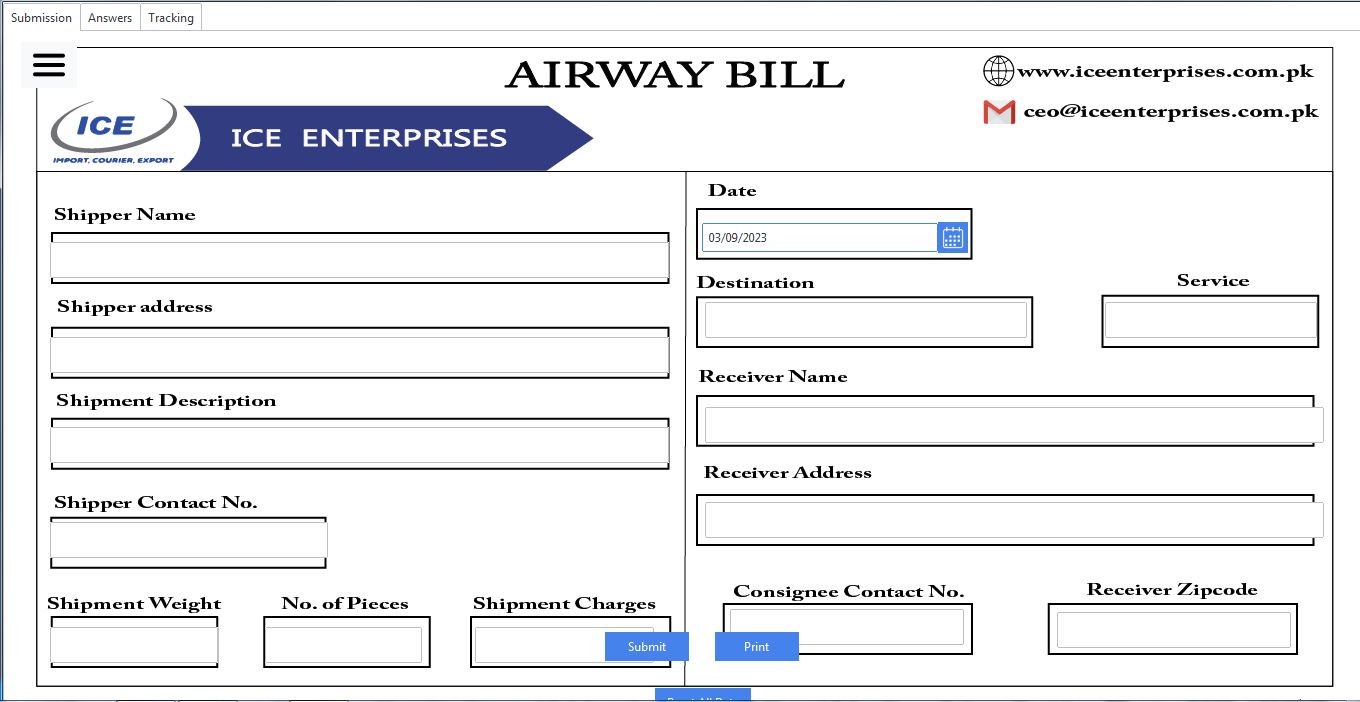 Submission Answers Tracking
AIRWAY BILL
www.iceenterprises.com.pk
ceo@iceenterprises.com.pk
ICE
IMPORT, COURIER, EXPORT
ICE ENTERPRISES
Shipper Name
Shipper address
Shipment Description
Shipper Contact No.
Shipment Weight No. of Pieces Shipment Charges
Date
03/09/2023
Destination Service
Receiver Name
Receiver Address
Consignee Contact No. Receiver Zipcode
Submit Print